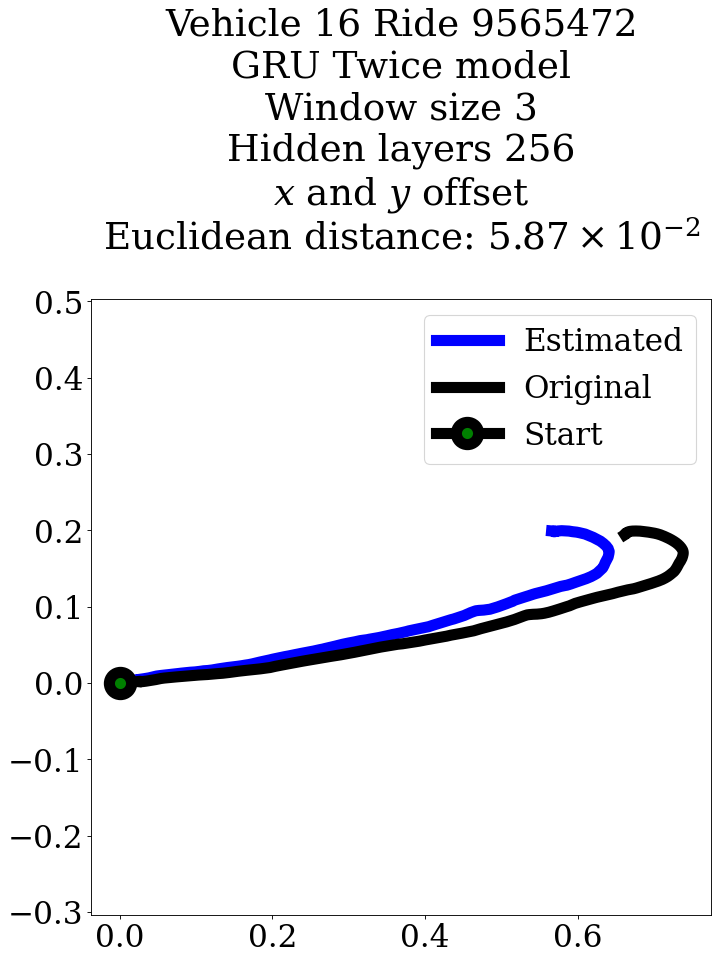 Vehicle 16 Ride 9565472
GRU Twice model
Window size 3
Hidden layers 256
x and y offset
Euclidean distance: 5.87 × 10⁻²
0.5
Estimated
0.4
Original
Start
0.3
0.2
0.1
0.0
−0.1
−0.2
−0.3
0.0 0.2 0.4 0.6